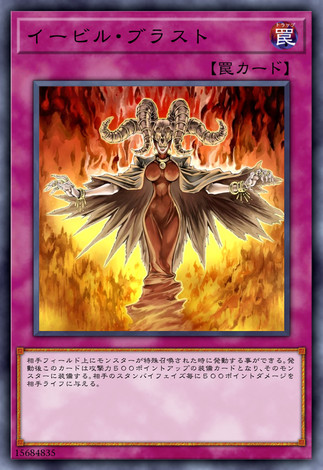 イービル・ブラスト
トラップ
罠
【罠カード】
相手フィールド上にモンスターが特殊召喚された時に発動する事ができる。発
動後このカードは攻撃力５００ポイントアップの装備カードとなり、そのモン
スターに装備する。相手のスタンバイフェイズ毎に５００ポイントダメージを
相手ライフに与える。
15684835